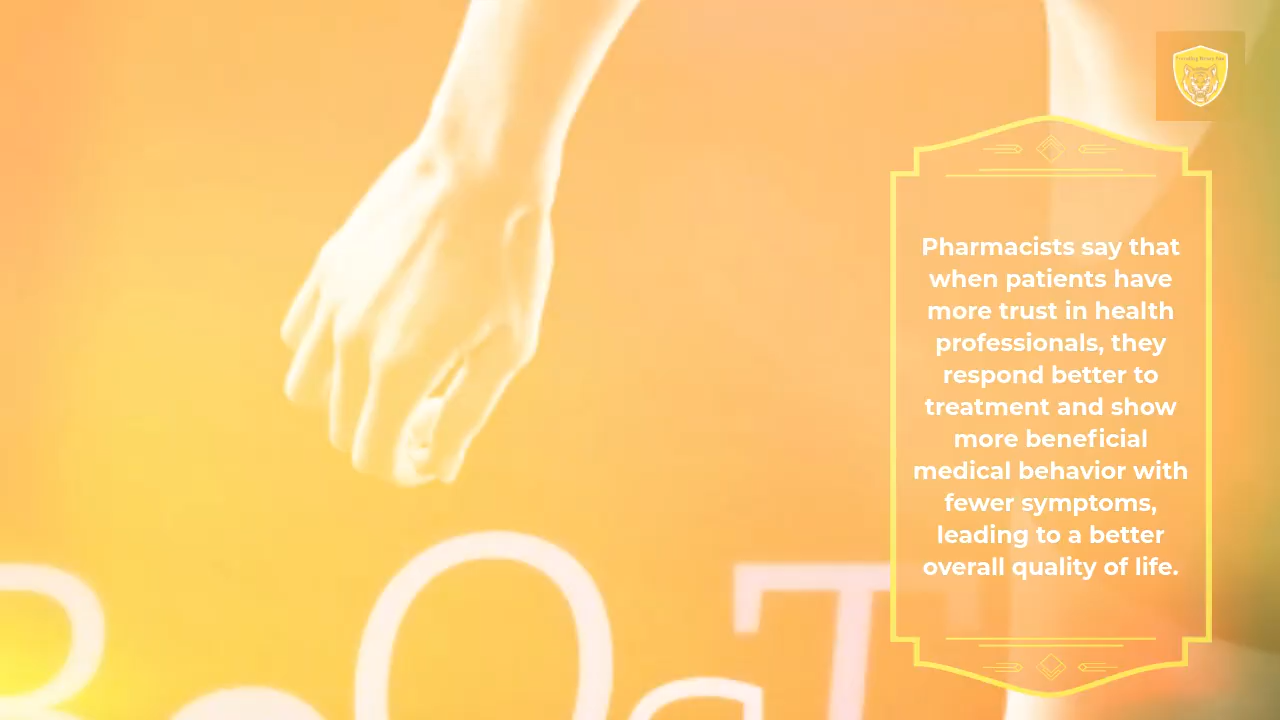 Pharmacists say that
when patients have
more trust in health
professionals, they
respond better to
treatment and show
more beneficial
medical behavior with
fewer symptoms,
leading to a better
overall quality of life.